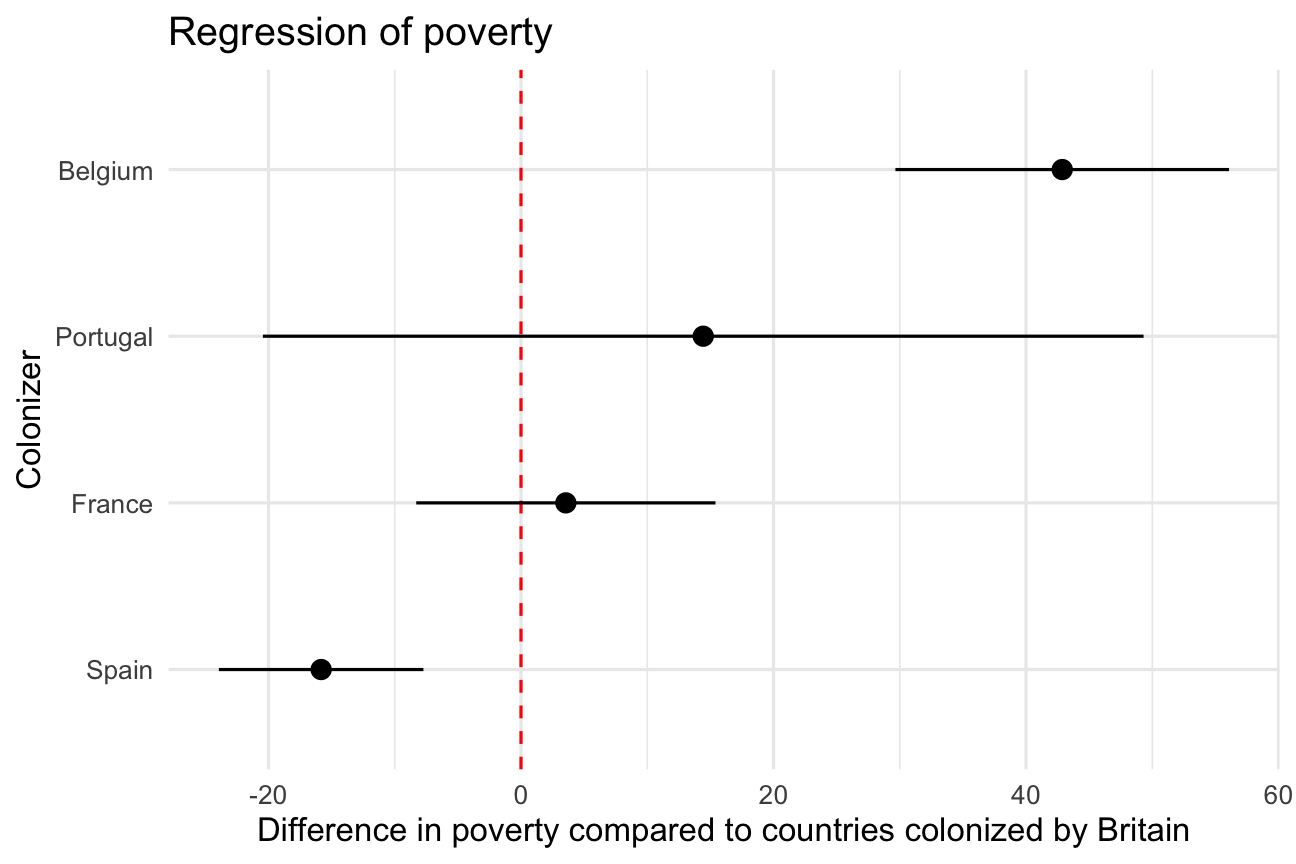 Regression of poverty
Colonizer
Belgium
Portugal
France
Spain
-20 0 20 40 60
Difference in poverty compared to countries colonized by Britain